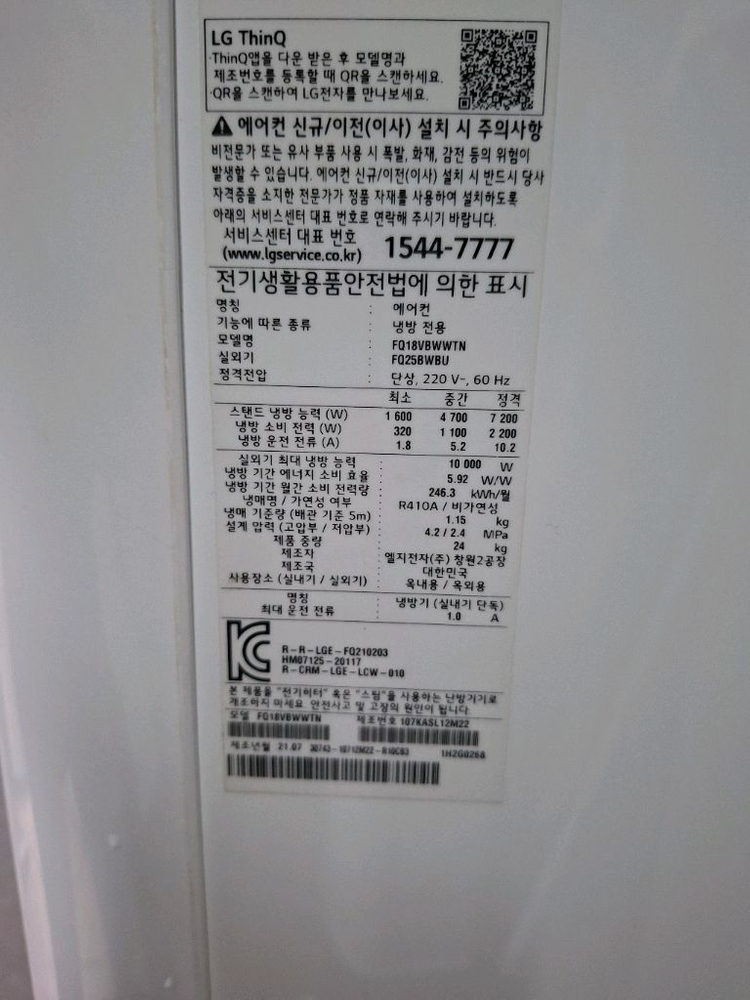 LG ThinQ
·ThinQ앱을 다운 받은 후 모델명과
제조번호를 등록할 때 QR을 스캔하세요.
·QR을 스캔하여 LG전자를 만나보세요.
⚠ 에어컨 신규/이전(이사) 설치 시 주의사항
비전문가 또는 유사 부품 사용 시 폭발, 화재, 감전 등의 위험이
발생할 수 있습니다. 에어컨 신규/이전(이사) 설치 시 반드시 당사
자격증을 소지한 전문가가 정품 자재를 사용하여 설치하도록
아래의 서비스센터 대표 번호로 연락해 주시기 바랍니다.
서비스센터 대표 번호
(www.lgservice.co.kr) 1544-7777
전기생활용품안전법에 의한 표시
명칭 : 에어컨
기능에 따른 종류 : 냉방 전용
모델명 : FQ18VBWWTN
실외기 : FQ25BWBU
정격전압 : 단상, 220 V~, 60 Hz
최소 중간 정격
스탠드 냉방 능력 (W) 1 600 4 700 7 200
냉방 소비 전력 (W) 320 1 100 2 200
냉방 운전 전류 (A) 1.8 5.2 10.2
실외기 최대 냉방 능력 : 10 000 W
냉방 기간 에너지 소비 효율 : 5.92 W/W
냉방 기간 월간 소비 전력량 : 246.3 kWh/월
냉매명 / 가연성 여부 : R410A / 비가연성
냉매 기준량 (배관 기준 5m) : 1.15 kg
설계 압력 (고압부 / 저압부) : 4.2 / 2.4 MPa
제품 중량 : 24 kg
제조자 : 엘지전자(주) 창원2공장
제조국 : 대한민국
사용장소 (실내기 / 실외기) : 옥내용 / 옥외용
명칭 : 냉방기 (실내기 단독)
최대 운전 전류 : 1.0 A
R-R-LGE-FQ210203
HM07125-20117
R-CRM-LGE-LCW-010
본 제품을 "전기히터" 혹은 "스팀"을 사용하는 난방기기로
개조하지 마세요. 안전사고 및 고장의 원인이 됩니다.
모델 FQ18VBWWTN 제조번호 107KASL12M22
제조년월 21.07 30743-10712M22-R10C83 1H2G0268